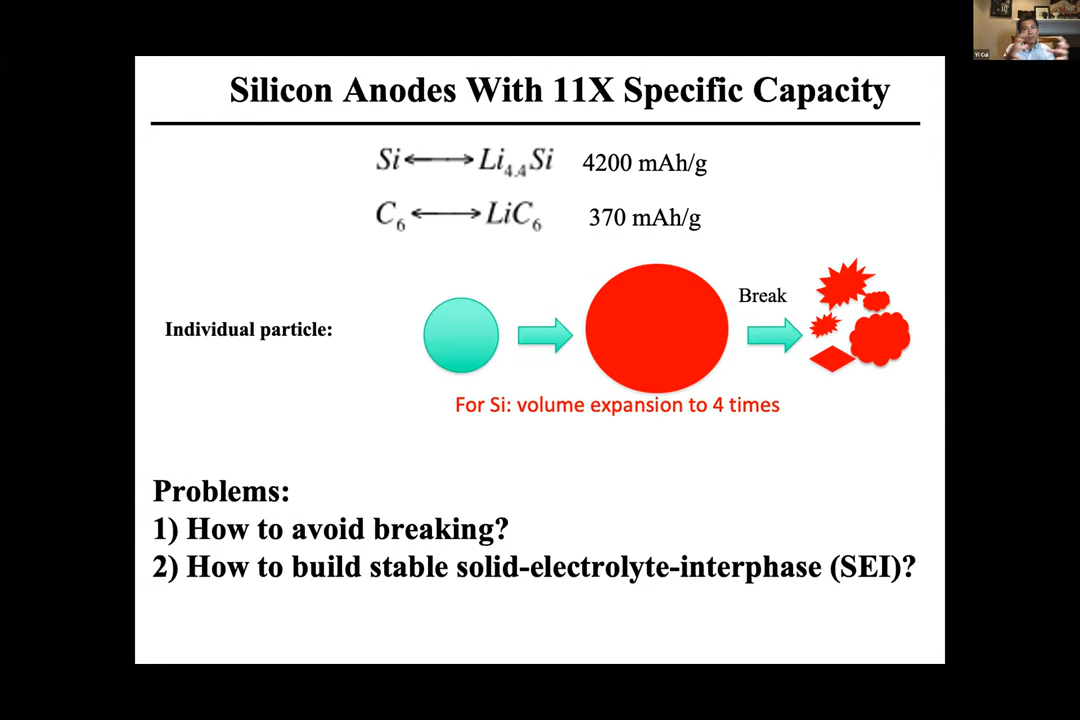 Yi Cui
Silicon Anodes With 11X Specific Capacity
Si ⟷ Li₄.₄Si 4200 mAh/g
C₆ ⟷ LiC₆ 370 mAh/g
Break
Individual particle:
For Si: volume expansion to 4 times
Problems:
1) How to avoid breaking?
2) How to build stable solid-electrolyte-interphase (SEI)?